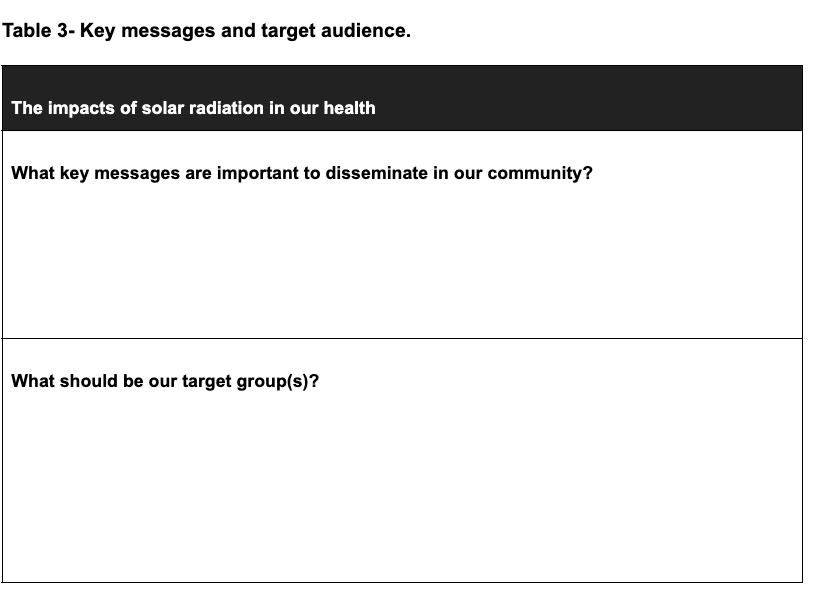 Table 3- Key messages and target audience.
The impacts of solar radiation in our health
What key messages are important to disseminate in our community?
What should be our target group(s)?